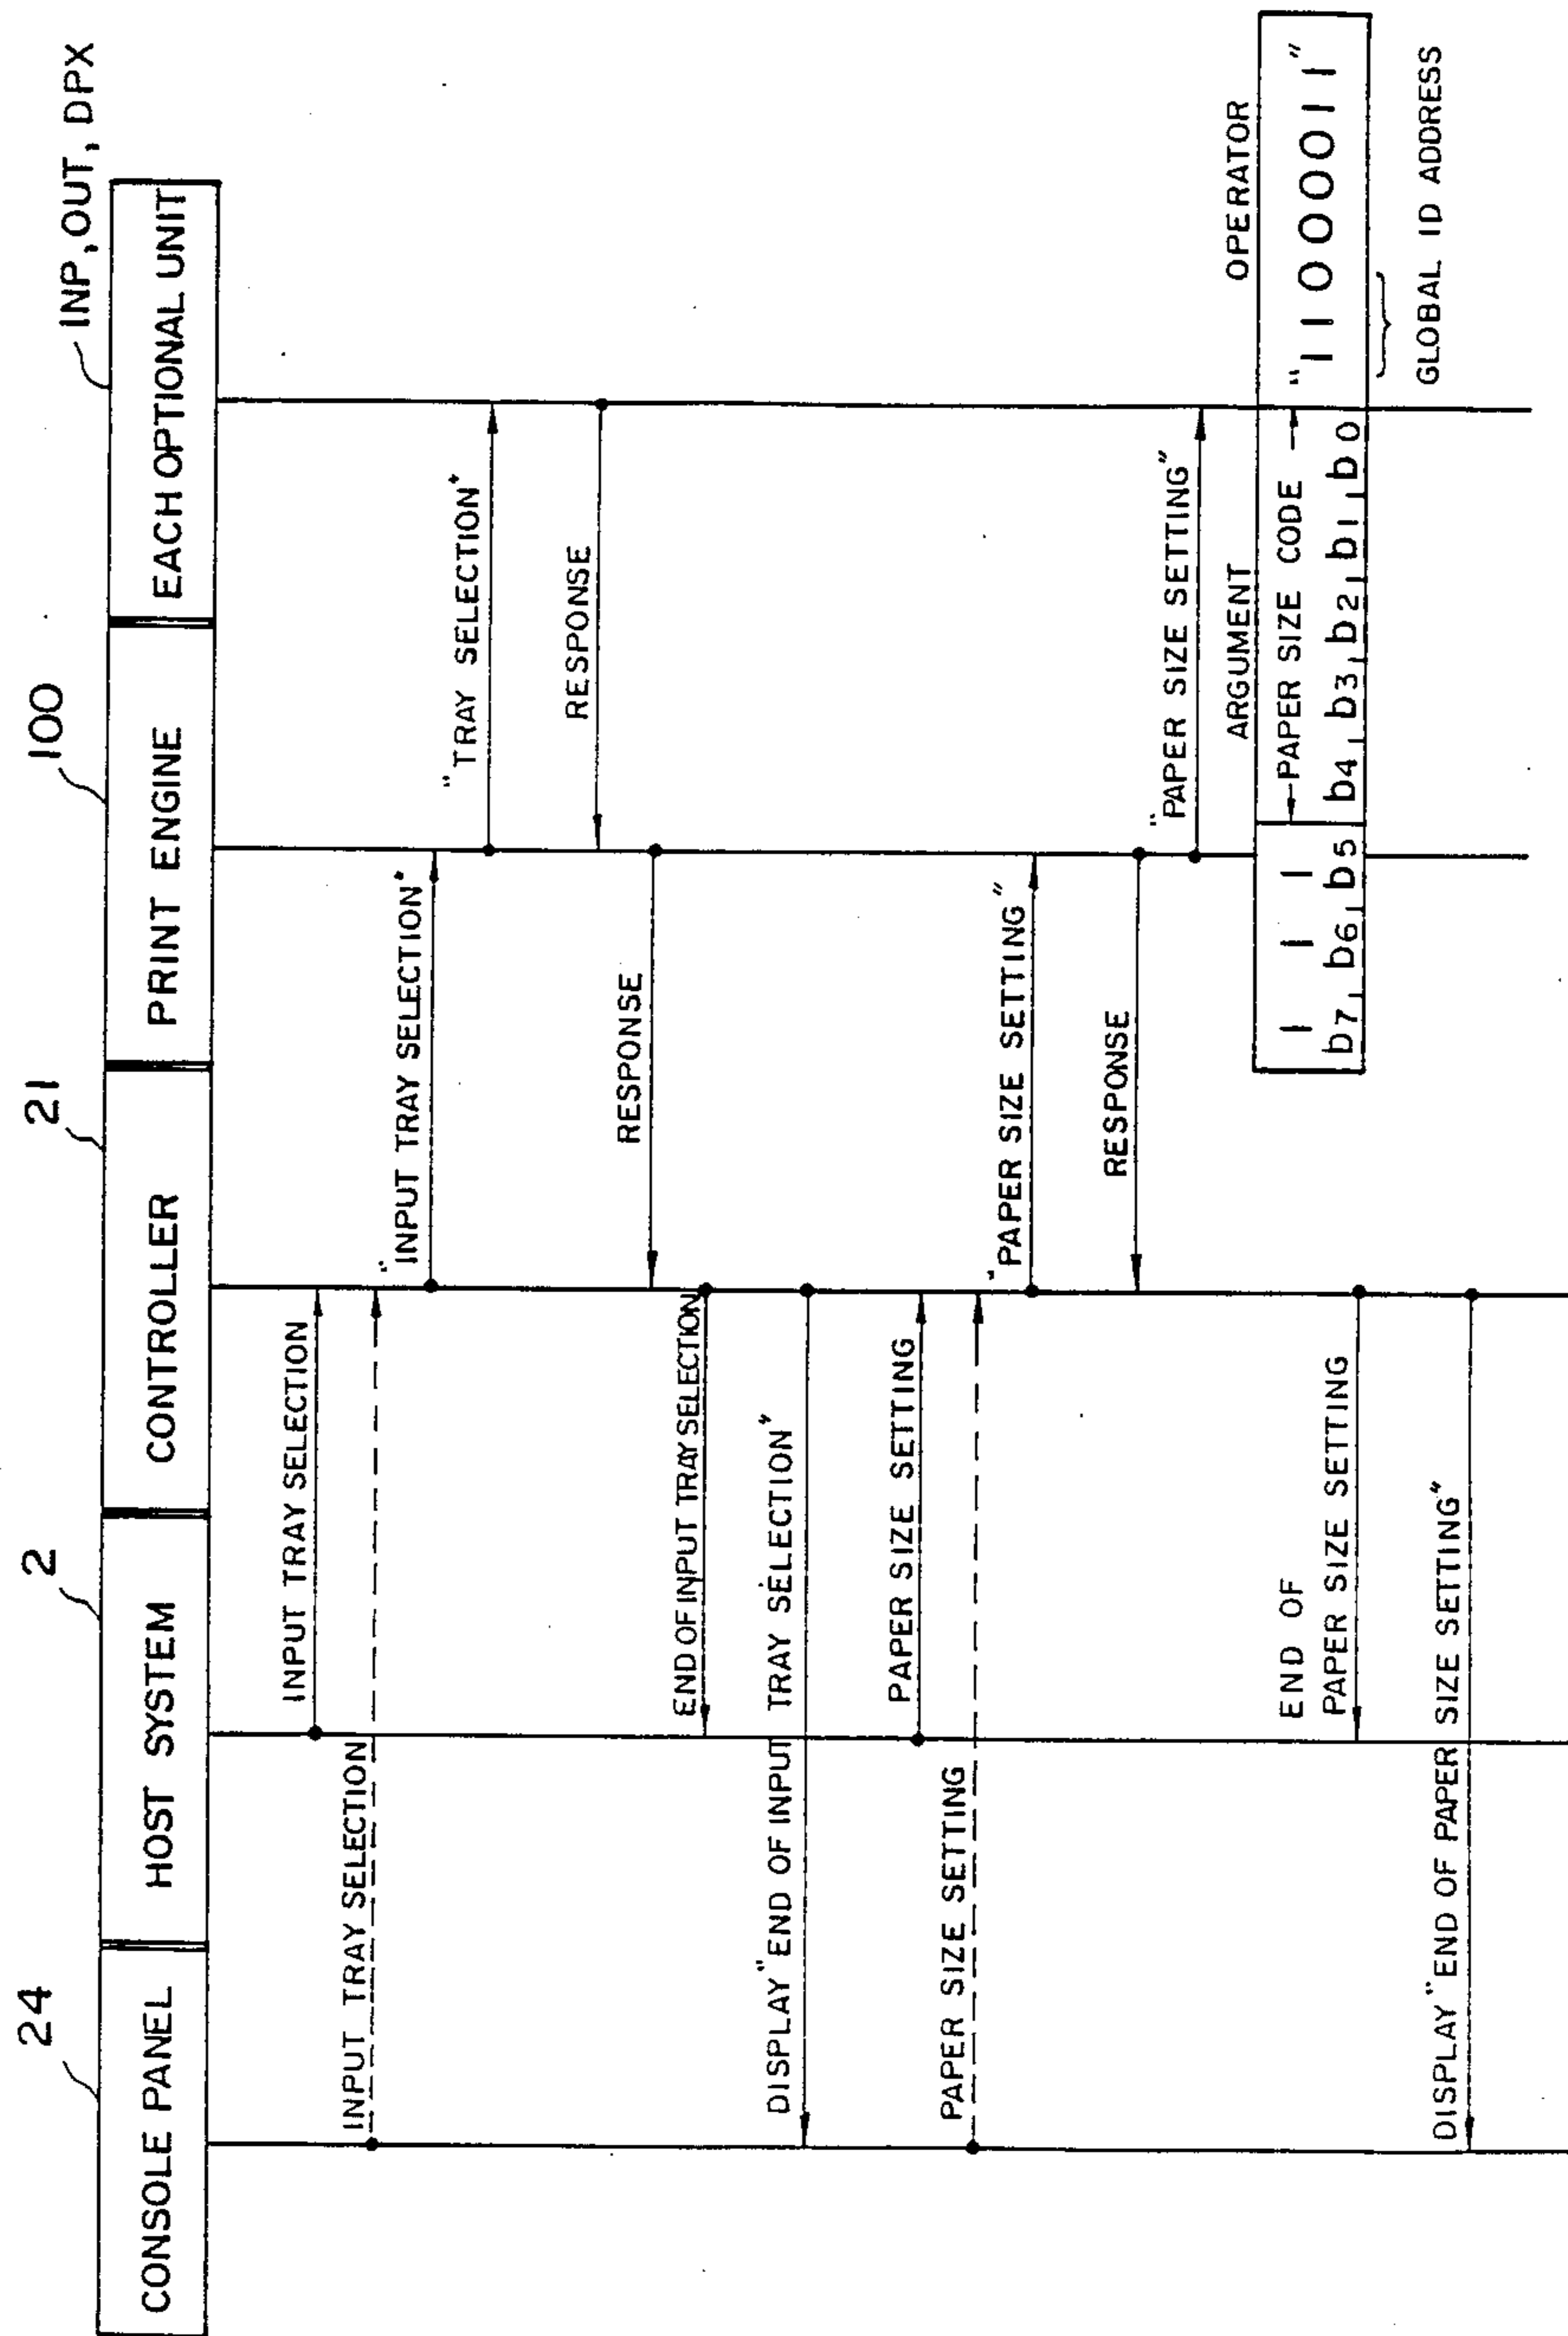 24
2
21
100
INP, OUT, DPX
CONSOLE PANEL
HOST SYSTEM
CONTROLLER
PRINT ENGINE
EACH OPTIONAL UNIT
INPUT TRAY SELECTION
INPUT TRAY SELECTION
"INPUT TRAY SELECTION"
"TRAY SELECTION"
RESPONSE
RESPONSE
END OF INPUT TRAY SELECTION
DISPLAY "END OF INPUT TRAY SELECTION"
PAPER SIZE SETTING
PAPER SIZE SETTING
"PAPER SIZE SETTING"
RESPONSE
"PAPER SIZE SETTING"
ARGUMENT
OPERATOR
1 1 1
PAPER SIZE CODE
"11000011"
b7, b6, b5
b4, b3, b2, b1, b0
GLOBAL ID ADDRESS
END OF
PAPER SIZE SETTING
DISPLAY "END OF PAPER SIZE SETTING"